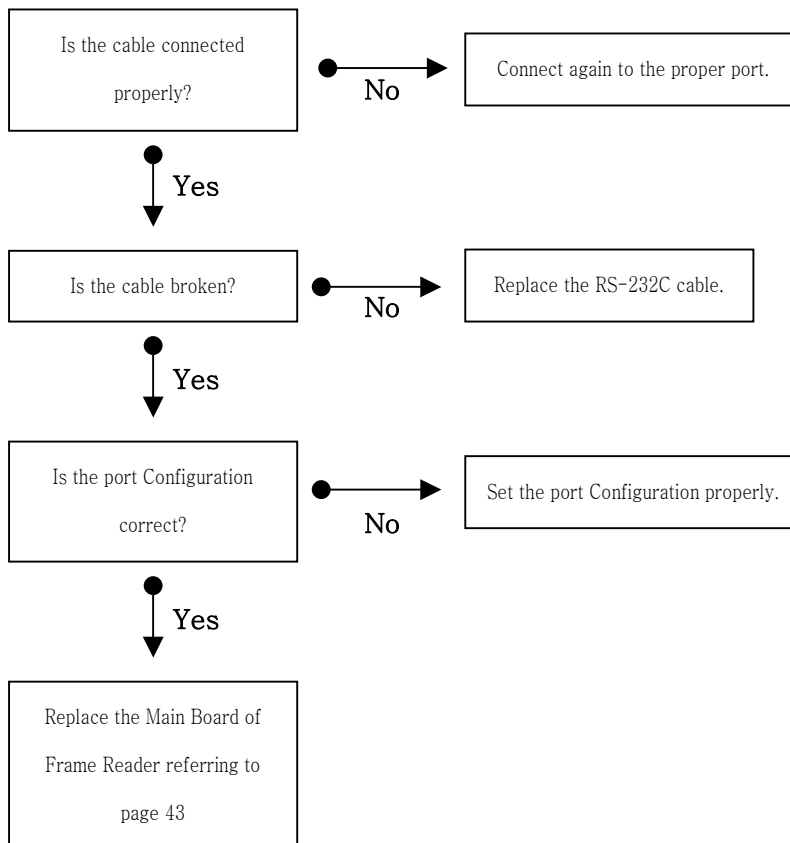 Is the cable connected
properly?
No
Connect again to the proper port.
Yes
Is the cable broken?
No
Replace the RS-232C cable.
Yes
Is the port Configuration
correct?
No
Set the port Configuration properly.
Yes
Replace the Main Board of
Frame Reader referring to
page 43